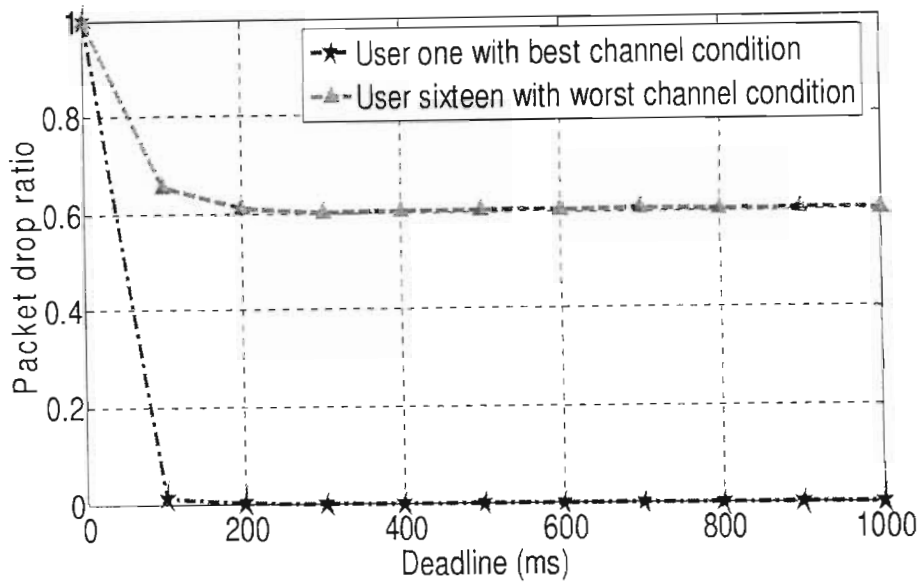 User one with best channel condition
User sixteen with worst channel condition
Packet drop ratio
1
0.8
0.6
0.4
0.2
0
0 200 400 600 800 1000
Deadline (ms)